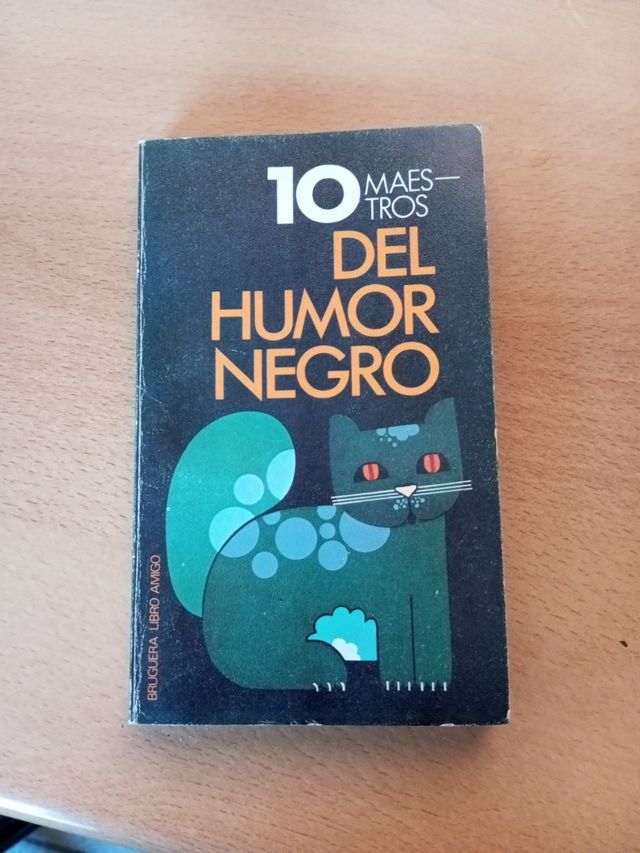 10 MAES-
TROS
DEL
HUMOR
NEGRO
BRUGUERA LIBRO AMIGO